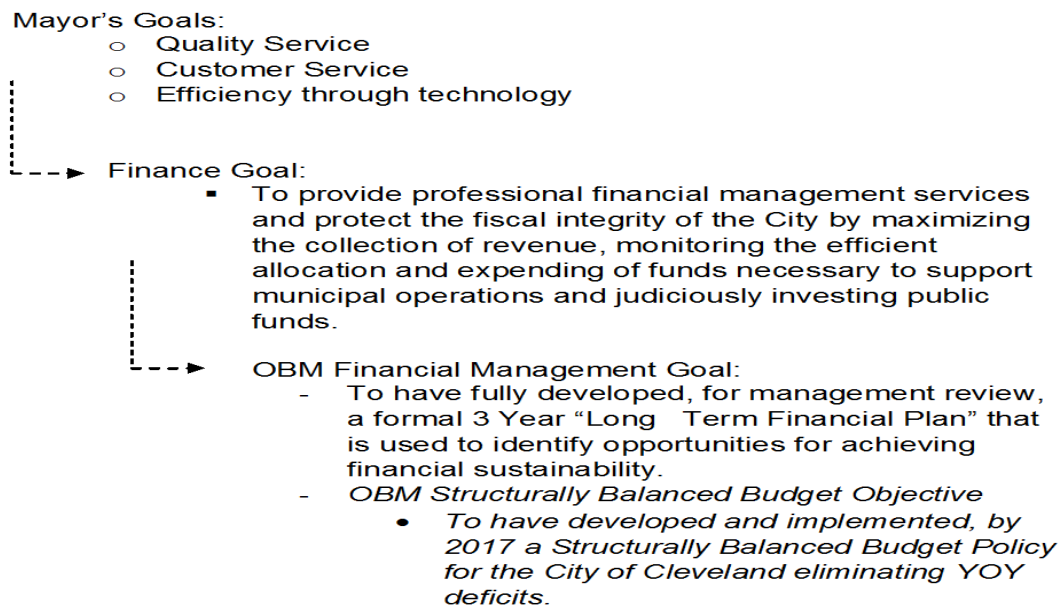 Mayor's Goals:
o Quality Service
o Customer Service
o Efficiency through technology
Finance Goal:
▪ To provide professional financial management services
and protect the fiscal integrity of the City by maximizing
the collection of revenue, monitoring the efficient
allocation and expending of funds necessary to support
municipal operations and judiciously investing public
funds.
OBM Financial Management Goal:
- To have fully developed, for management review,
a formal 3 Year “Long   Term Financial Plan” that
is used to identify opportunities for achieving
financial sustainability.
- OBM Structurally Balanced Budget Objective
• To have developed and implemented, by
2017 a Structurally Balanced Budget Policy
for the City of Cleveland eliminating YOY
deficits.